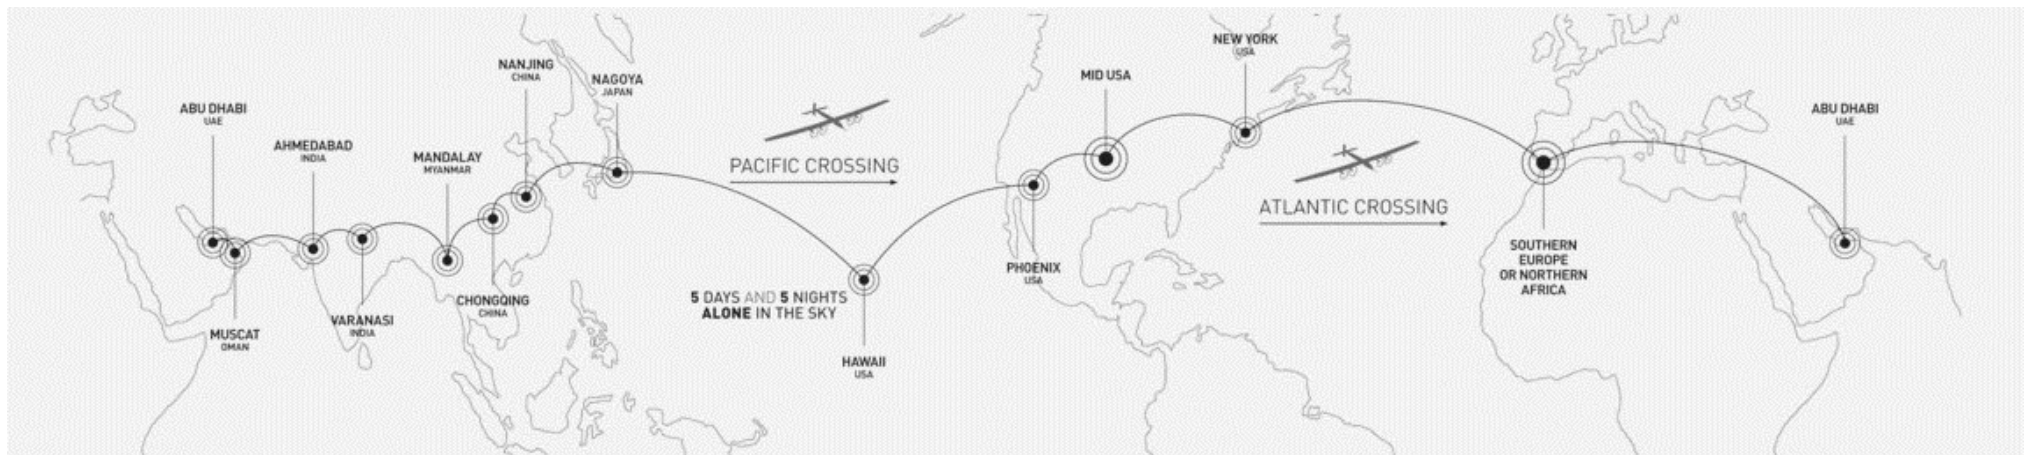 ABU DHABI
UAE
MUSCAT
OMAN
AHMEDABAD
INDIA
VARANASI
INDIA
MANDALAY
MYANMAR
CHONGQING
CHINA
NANJING
CHINA
NAGOYA
JAPAN
PACIFIC CROSSING
5 DAYS AND 5 NIGHTS
ALONE IN THE SKY
HAWAII
USA
PHOENIX
USA
MID USA
NEW YORK
USA
ATLANTIC CROSSING
SOUTHERN
EUROPE
OR NORTHERN
AFRICA
ABU DHABI
UAE